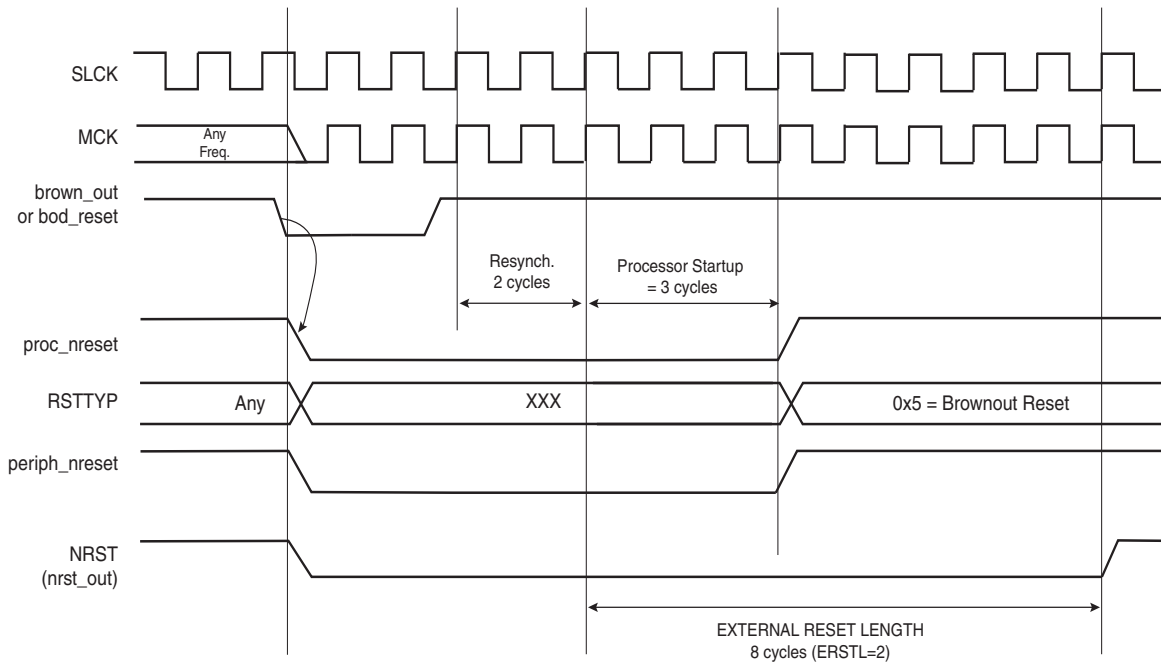 SLCK
MCK
Any
Freq.
brown_out
or bod_reset
Resynch.
2 cycles
Processor Startup
= 3 cycles
proc_nreset
RSTTYP
Any
XXX
0x5 = Brownout Reset
periph_nreset
NRST
(nrst_out)
EXTERNAL RESET LENGTH
8 cycles (ERSTL=2)